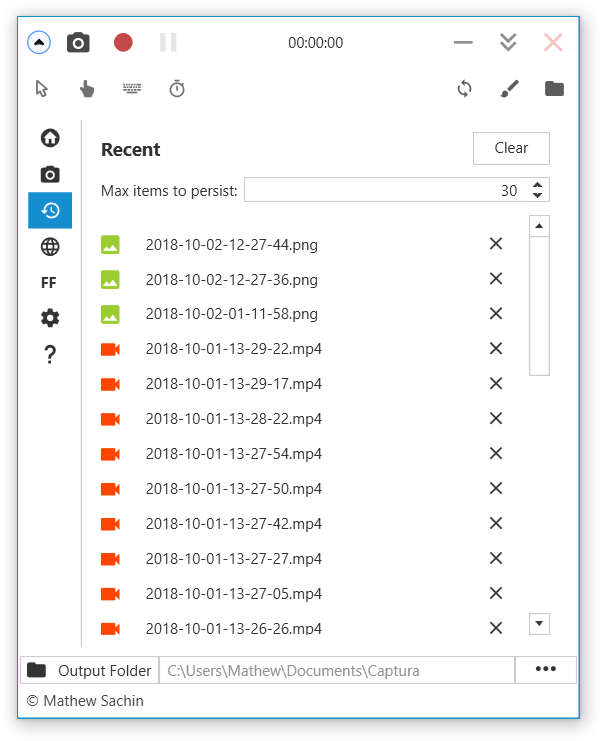 00:00:00
Recent
Clear
Max items to persist: 30
2018-10-02-12-27-44.png
2018-10-02-12-27-36.png
2018-10-02-01-11-58.png
FF
2018-10-01-13-29-22.mp4
?
2018-10-01-13-29-17.mp4
2018-10-01-13-28-22.mp4
2018-10-01-13-27-54.mp4
2018-10-01-13-27-50.mp4
2018-10-01-13-27-42.mp4
2018-10-01-13-27-27.mp4
2018-10-01-13-27-05.mp4
2018-10-01-13-26-26.mp4
Output Folder C:\Users\Mathew\Documents\Captura •••
© Mathew Sachin